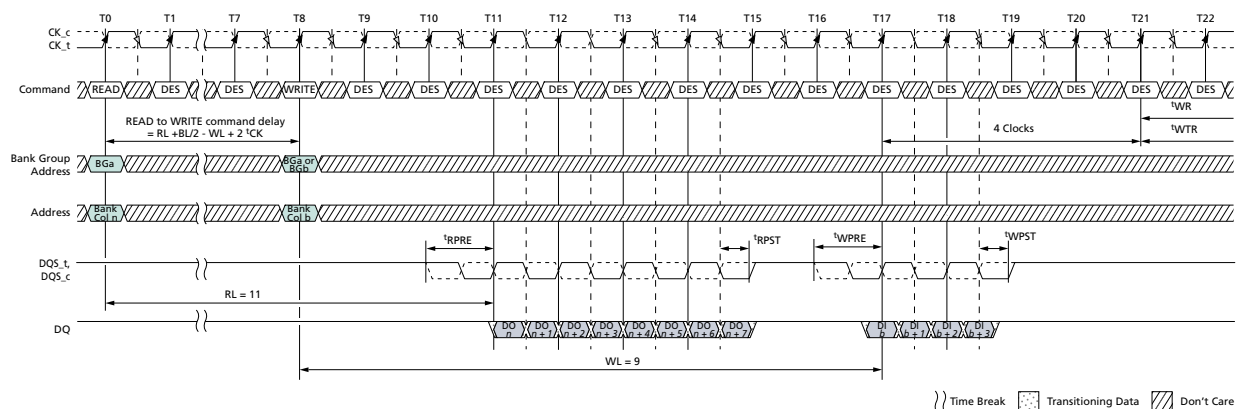 T0 T1 T7 T8 T9 T10 T11 T12 T13 T14 T15 T16 T17 T18 T19 T20 T21 T22
CK_c
CK_t
Command READ DES DES WRITE DES DES DES DES DES DES DES DES DES DES DES DES DES DES
tWR
READ to WRITE command delay
= RL +BL/2 - WL + 2 tCK
4 Clocks
tWTR
Bank Group
Address
BGa
BGa or
BGb
Address
Bank
Col n
Bank
Col b
tRPRE
tRPST
tWPRE
tWPST
DQS_t,
DQS_c
RL = 11
DQ
DO
n
DO
n + 1
DO
n + 2
DO
n + 3
DO
n + 4
DO
n + 5
DO
n + 6
DO
n + 7
DI
b
DI
b + 1
DI
b + 2
DI
b + 3
WL = 9
Time Break Transitioning Data Don't Care